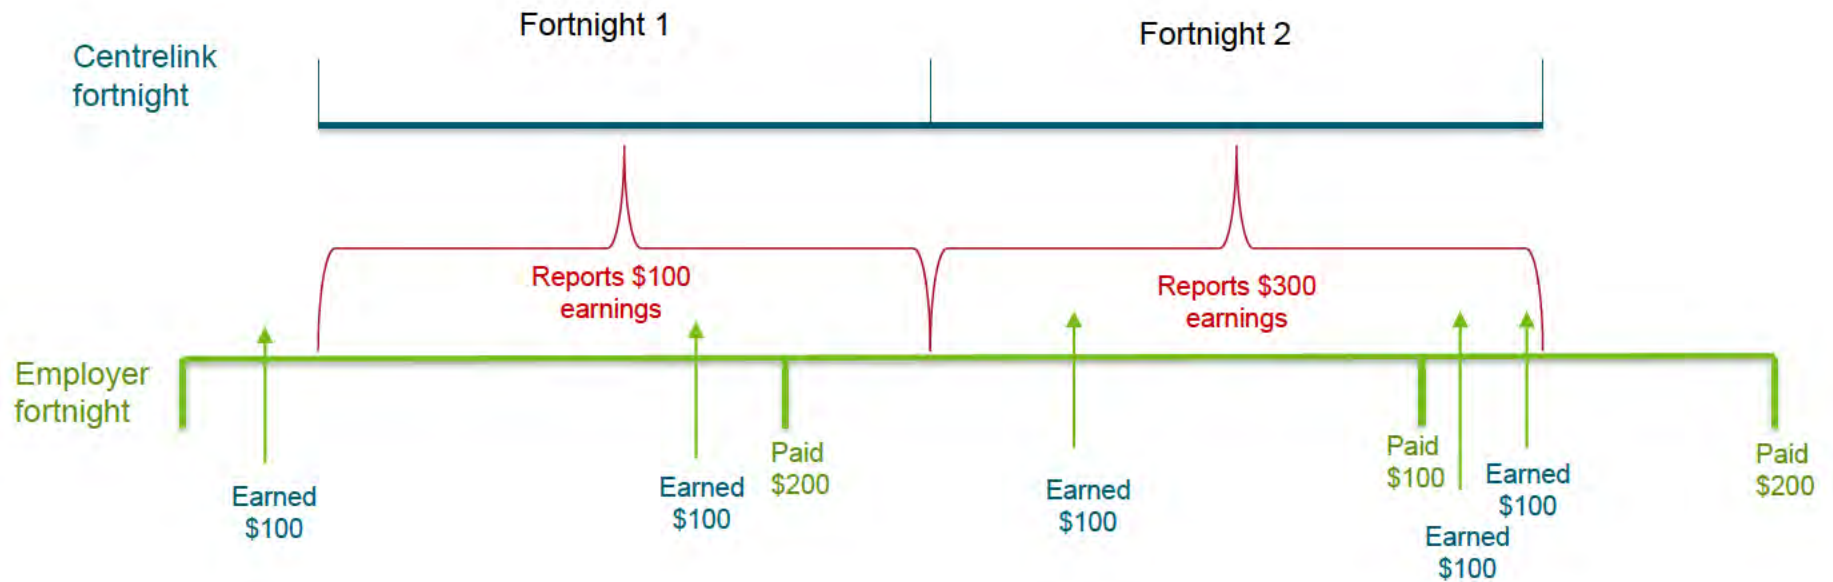 Fortnight 1
Fortnight 2
Centrelink
fortnight
Reports $100
earnings
Reports $300
earnings
Employer
fortnight
Earned
$100
Earned
$100
Paid
$200
Earned
$100
Paid
$100
Earned
$100
Earned
$100
Paid
$200